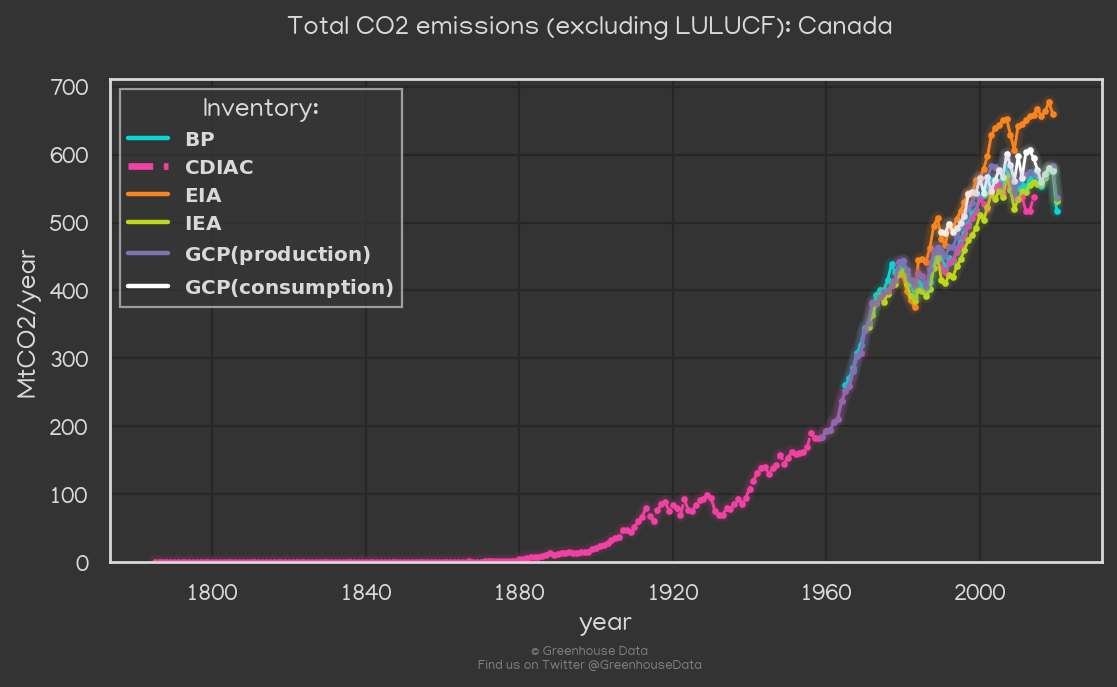 Total CO2 emissions (excluding LULUCF): Canada
MtCO2/year
700
600
500
400
300
200
100
0
Inventory:
BP
CDIAC
EIA
IEA
GCP(production)
GCP(consumption)
1800 1840 1880 1920 1960 2000
year
© Greenhouse Data
Find us on Twitter @GreenhouseData